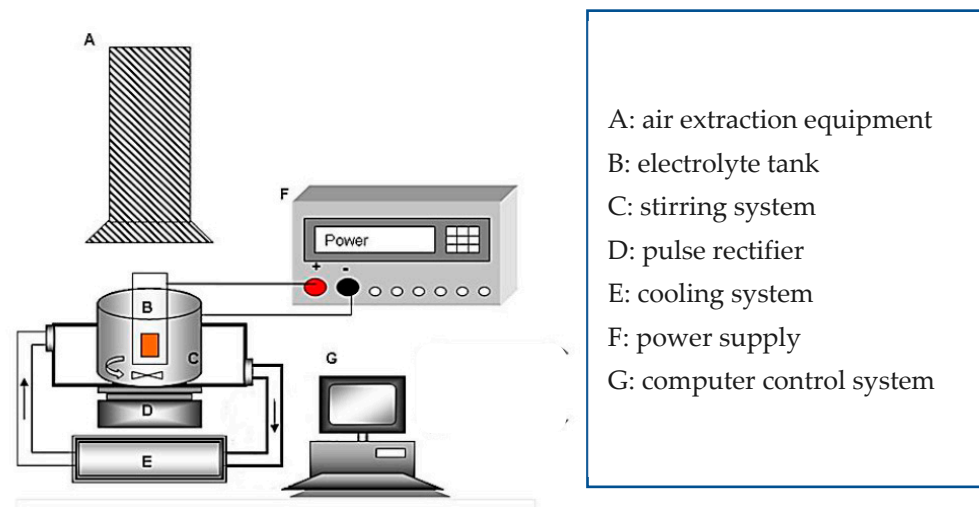 A
F
Power
+ -
B
C
G
D
E
A: air extraction equipment
B: electrolyte tank
C: stirring system
D: pulse rectifier
E: cooling system
F: power supply
G: computer control system